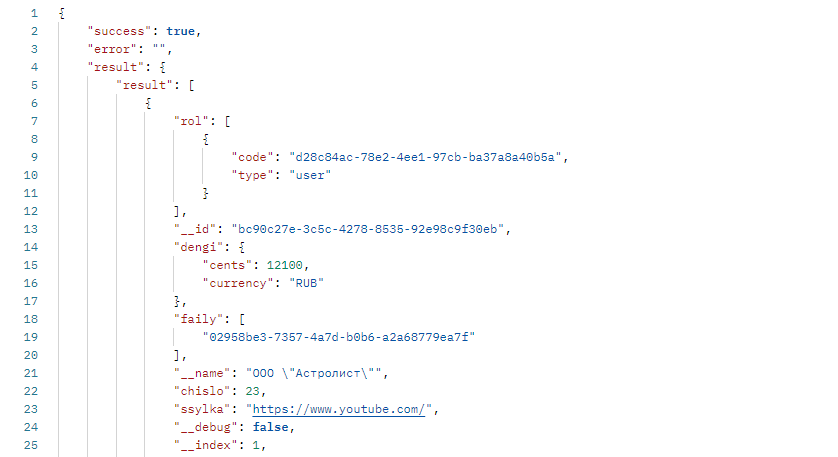 1 {
2 "success": true,
3 "error": "",
4 "result": {
5 "result": [
6 {
7 "rol": [
8 {
9 "code": "d28c84ac-78e2-4ee1-97cb-ba37a8a40b5a",
10 "type": "user"
11 }
12 ],
13 "__id": "bc90c27e-3c5c-4278-8535-92e98c9f30eb",
14 "dengi": {
15 "cents": 12100,
16 "currency": "RUB"
17 },
18 "faily": [
19 "02958be3-7357-4a7d-b0b6-a2a68779ea7f"
20 ],
21 "__name": "ООО \"Астролист\"",
22 "chislo": 23,
23 "ssylka": "https://www.youtube.com/",
24 "__debug": false,
25 "__index": 1,